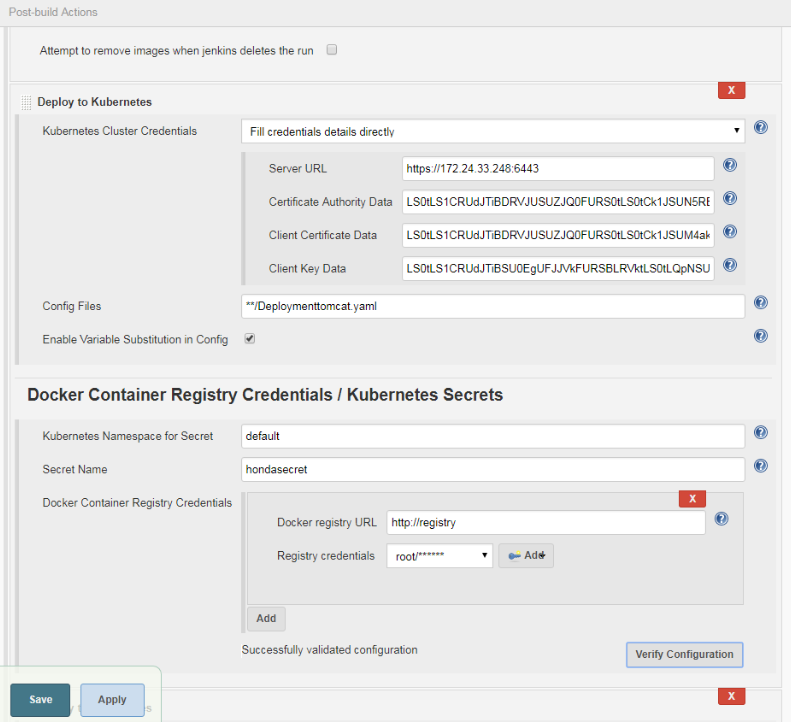 Post-build Actions
Attempt to remove images when jenkins deletes the run
X
Deploy to Kubernetes
Kubernetes Cluster Credentials Fill credentials details directly
Server URL https://172.24.33.248:6443
Certificate Authority Data LS0tLS1CRUdJTiBDRVJUSUZJQ0FURS0tLS0tCk1JSUN5RE
Client Certificate Data LS0tLS1CRUdJTiBDRVJUSUZJQ0FURS0tLS0tCk1JSUM4ak
Client Key Data LS0tLS1CRUdJTiBSU0EgUFJJVkFURSBLRVktLS0tLQpNSU
Config Files **/Deploymenttomcat.yaml
Enable Variable Substitution in Config
Docker Container Registry Credentials / Kubernetes Secrets
Kubernetes Namespace for Secret default
Secret Name hondasecret
Docker Container Registry Credentials X
Docker registry URL http://registry
Registry credentials root/****** Add
Add
Successfully validated configuration Verify Configuration
Save Apply X